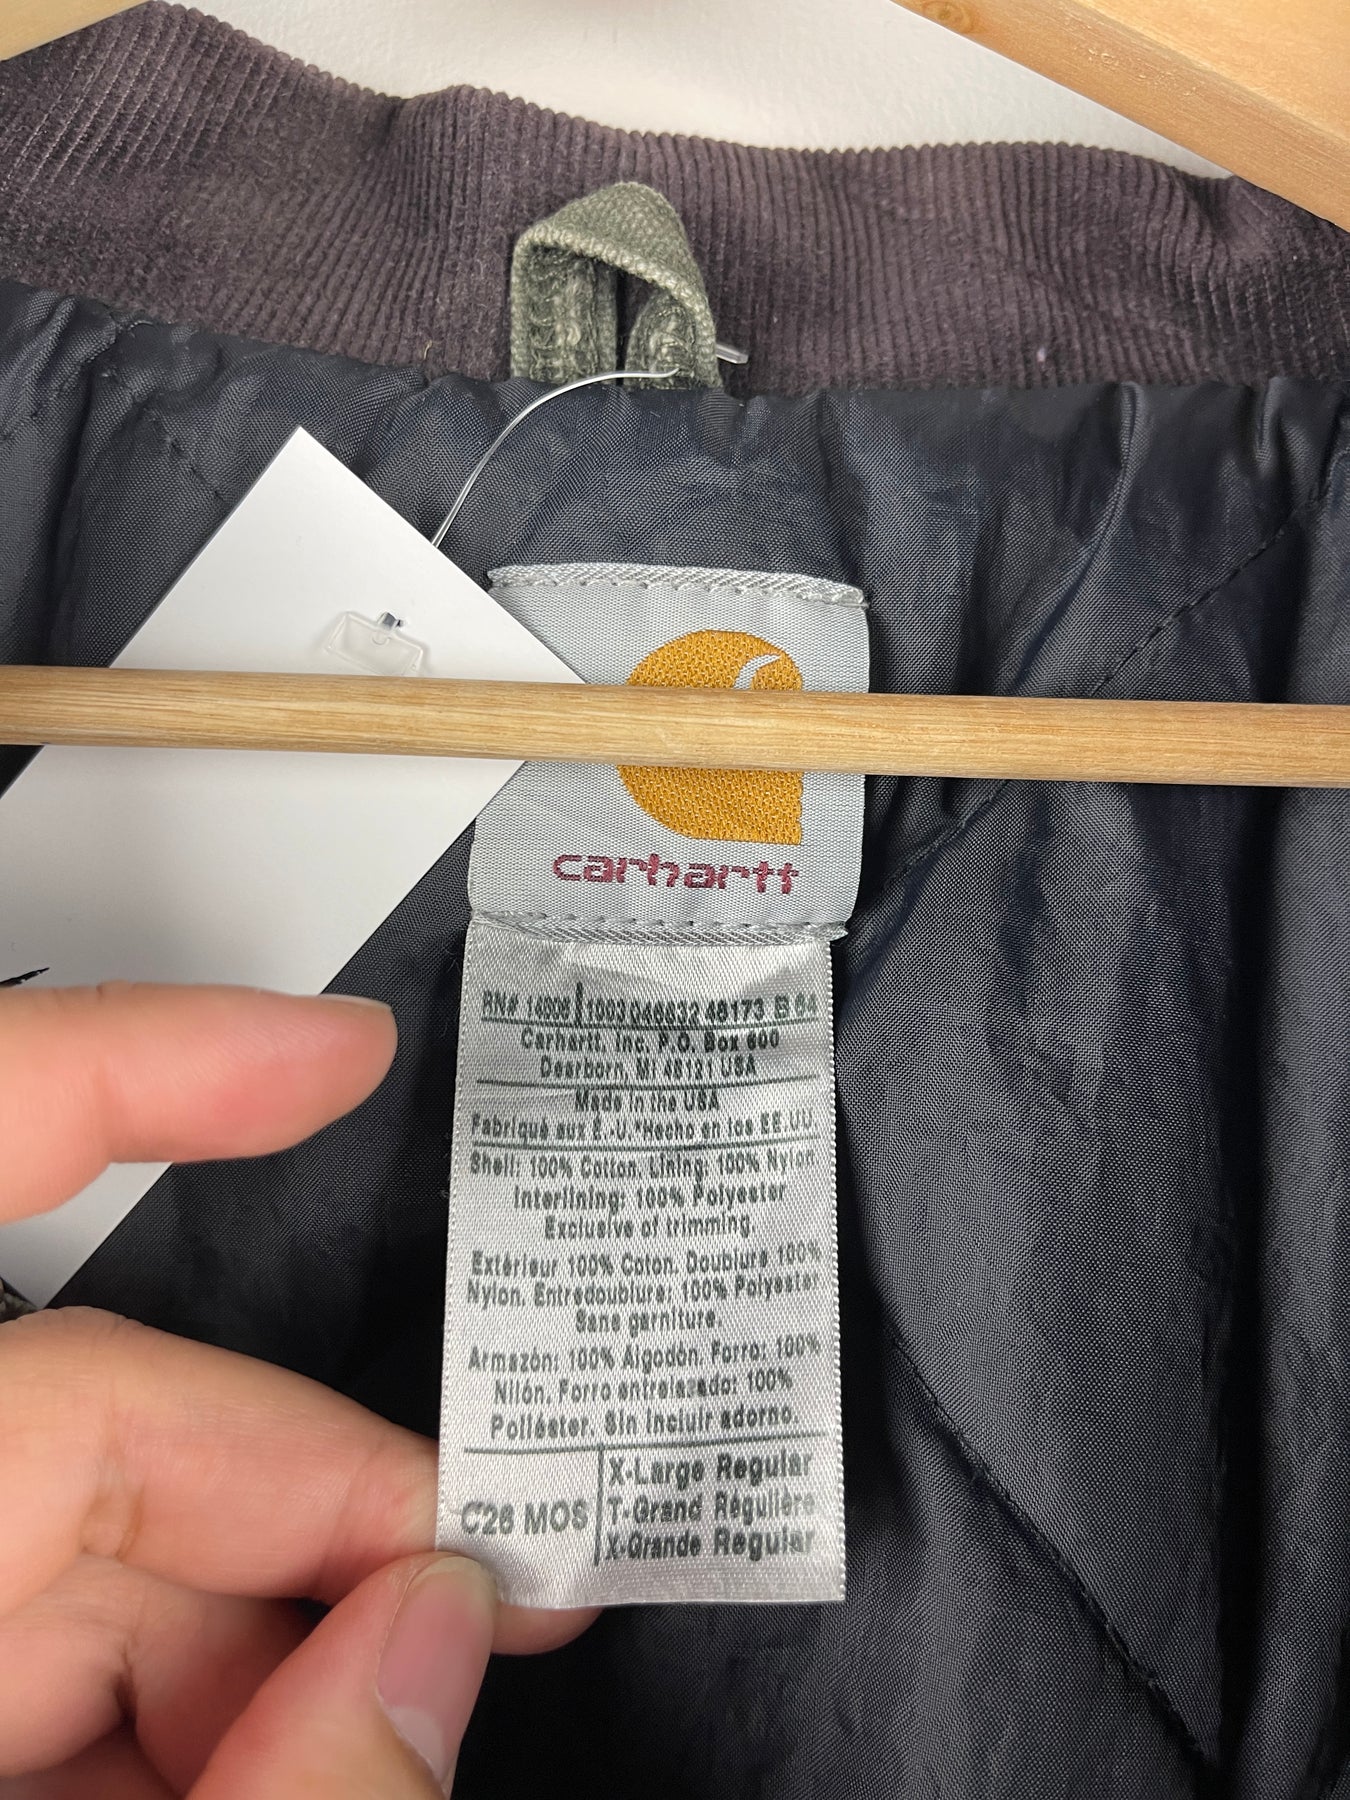 carhartt
RN# 14806 1003046632 48173 B 64
Carhartt, Inc. P.O. Box 600
Dearborn, MI 48121 USA
Made in the USA
Fabriqué aux É.-U. Hecho en los EE.UU
Shell: 100% Cotton. Lining: 100% Nylon
Interlining: 100% Polyester
Exclusive of trimming.
Extérieur 100% Coton. Doublure 100%
Nylon. Entredoublure: 100% Polyester
Sans garniture.
Armazón: 100% Algodón. Forro: 100%
Nilón. Forro entrelazado: 100%
Poliéster. Sin incluir adorno.
C26 MOS
X-Large Regular
T-Grand Régulière
X-Grande Regular